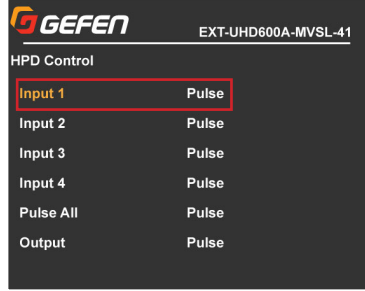 GEFEN
EXT-UHD600A-MVSL-41
HPD Control
Input 1 Pulse
Input 2 Pulse
Input 3 Pulse
Input 4 Pulse
Pulse All Pulse
Output Pulse